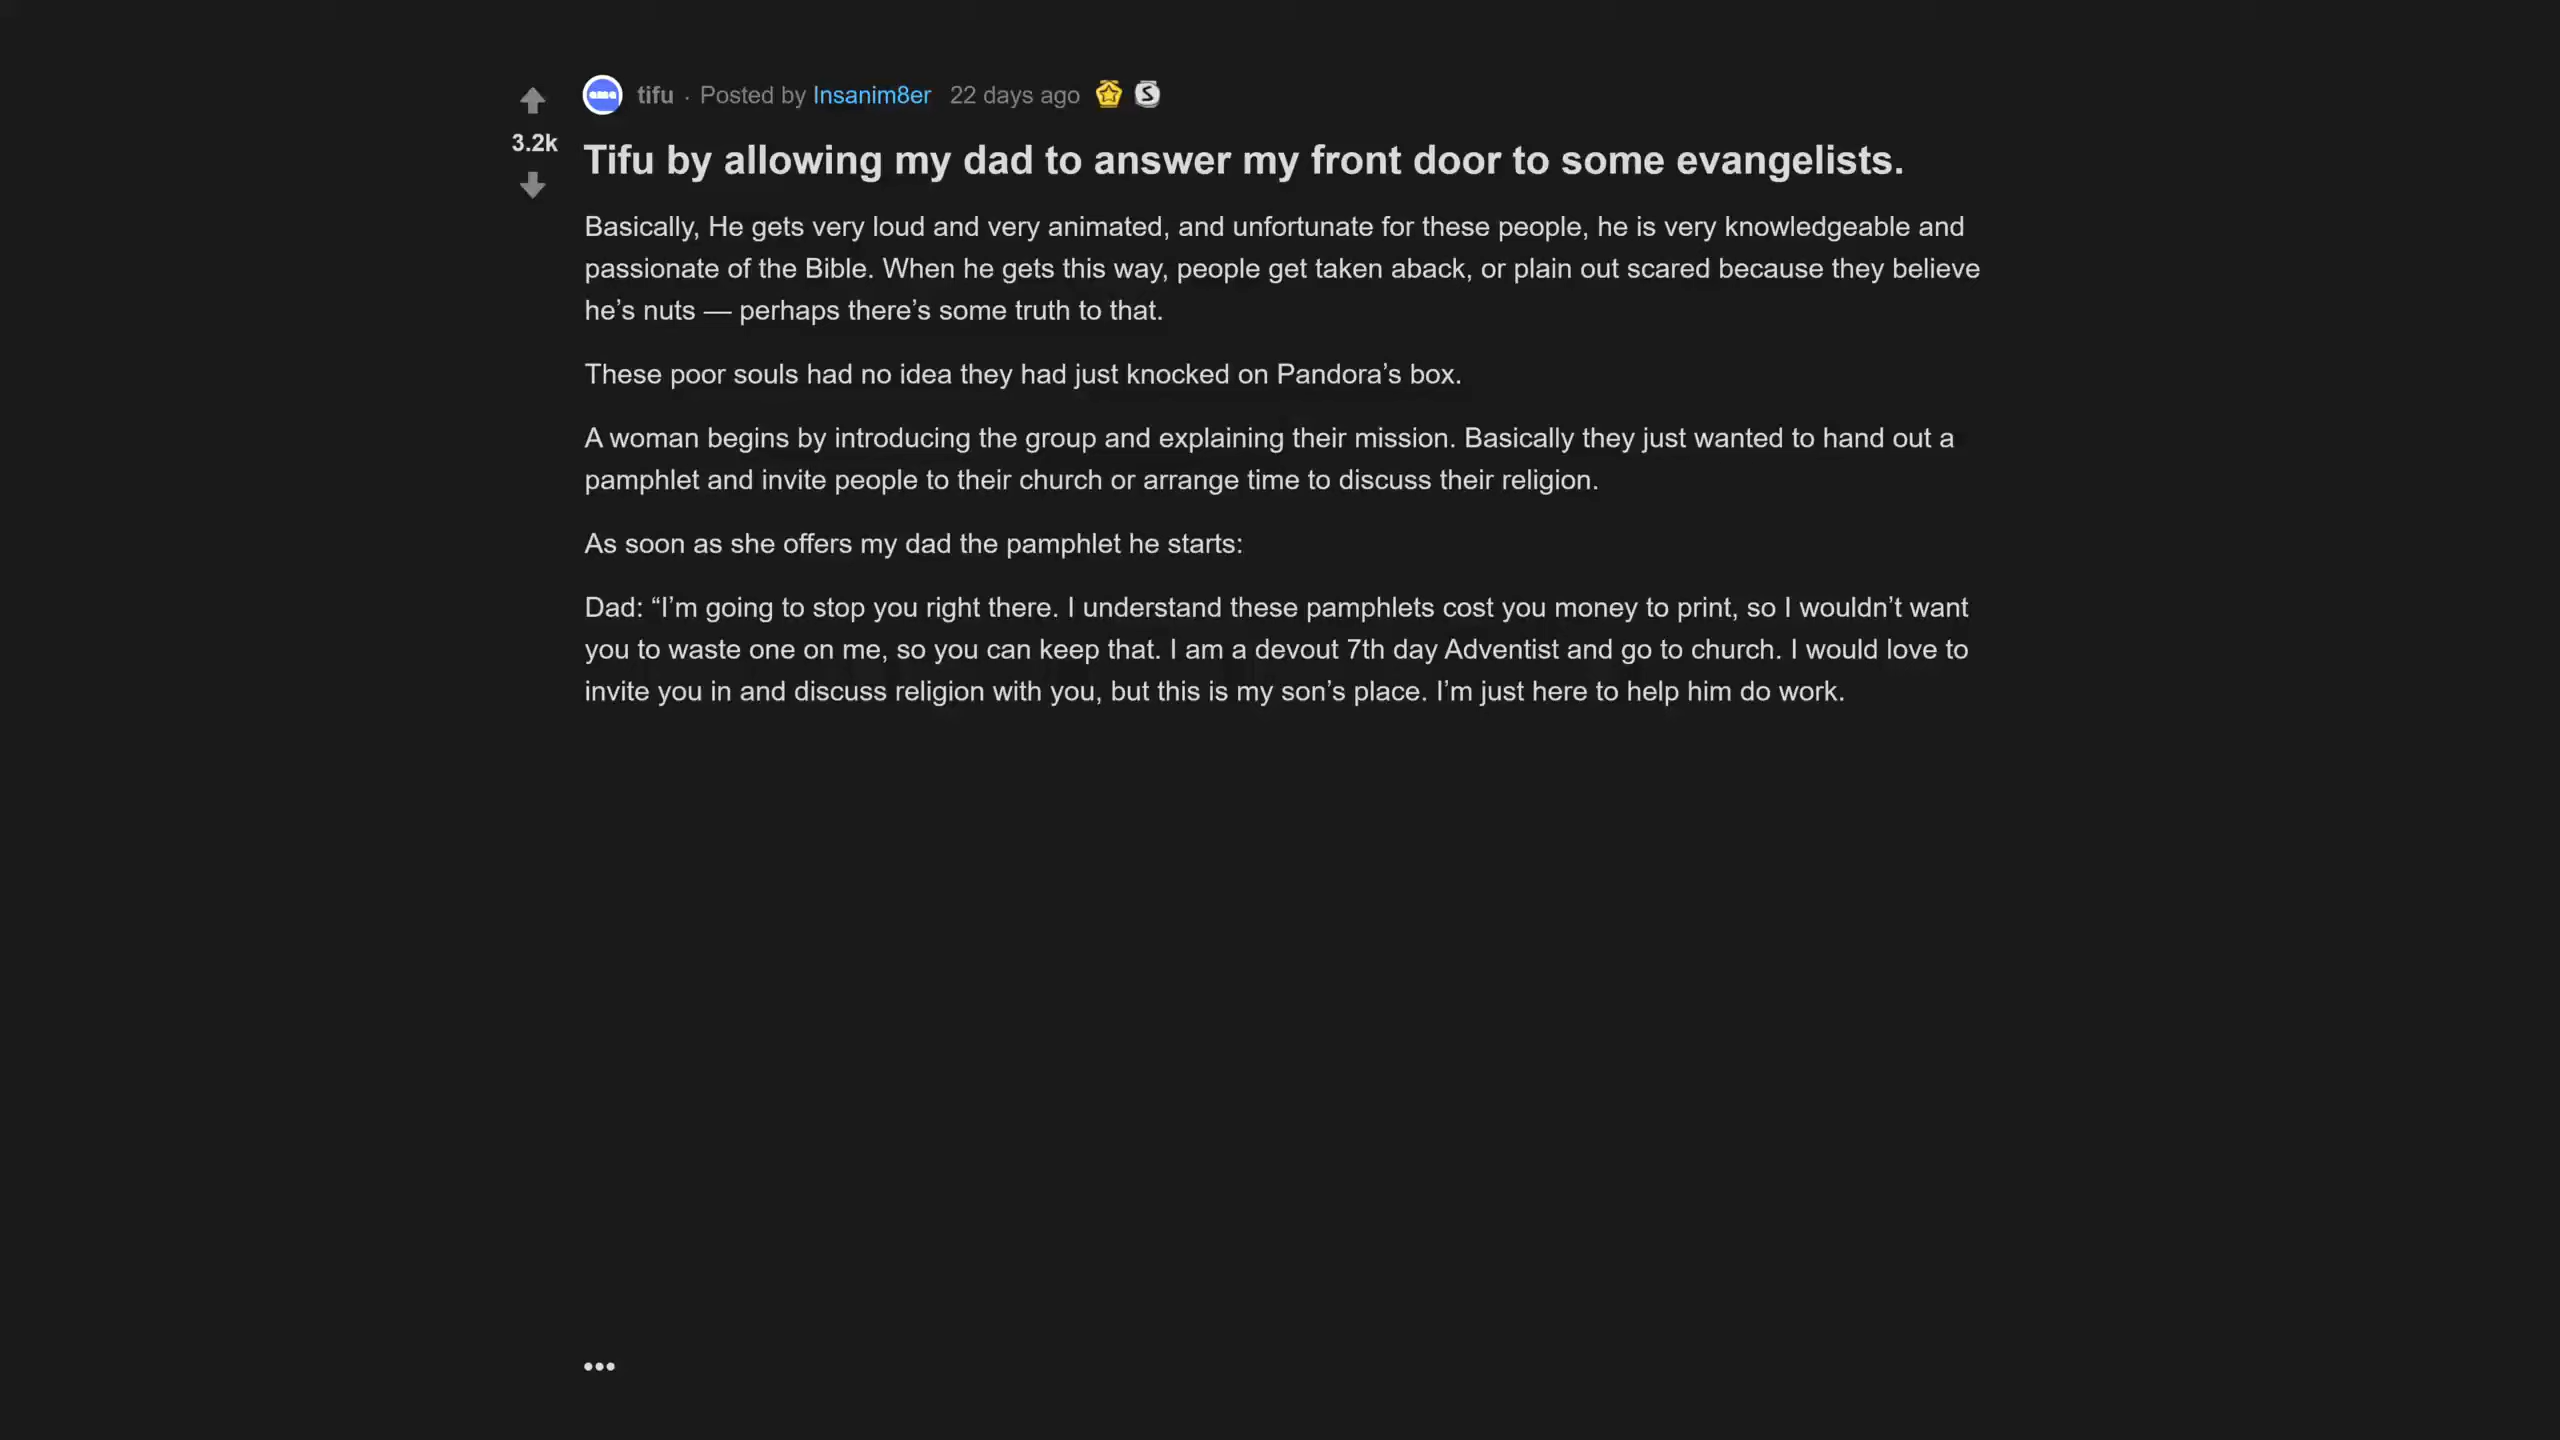 tifu · Posted by Insanim8er 22 days ago
3.2k
Tifu by allowing my dad to answer my front door to some evangelists.
Basically, He gets very loud and very animated, and unfortunate for these people, he is very knowledgeable and
passionate of the Bible. When he gets this way, people get taken aback, or plain out scared because they believe
he’s nuts — perhaps there’s some truth to that.
These poor souls had no idea they had just knocked on Pandora’s box.
A woman begins by introducing the group and explaining their mission. Basically they just wanted to hand out a
pamphlet and invite people to their church or arrange time to discuss their religion.
As soon as she offers my dad the pamphlet he starts:
Dad: “I’m going to stop you right there. I understand these pamphlets cost you money to print, so I wouldn’t want
you to waste one on me, so you can keep that. I am a devout 7th day Adventist and go to church. I would love to
invite you in and discuss religion with you, but this is my son’s place. I’m just here to help him do work.
•••